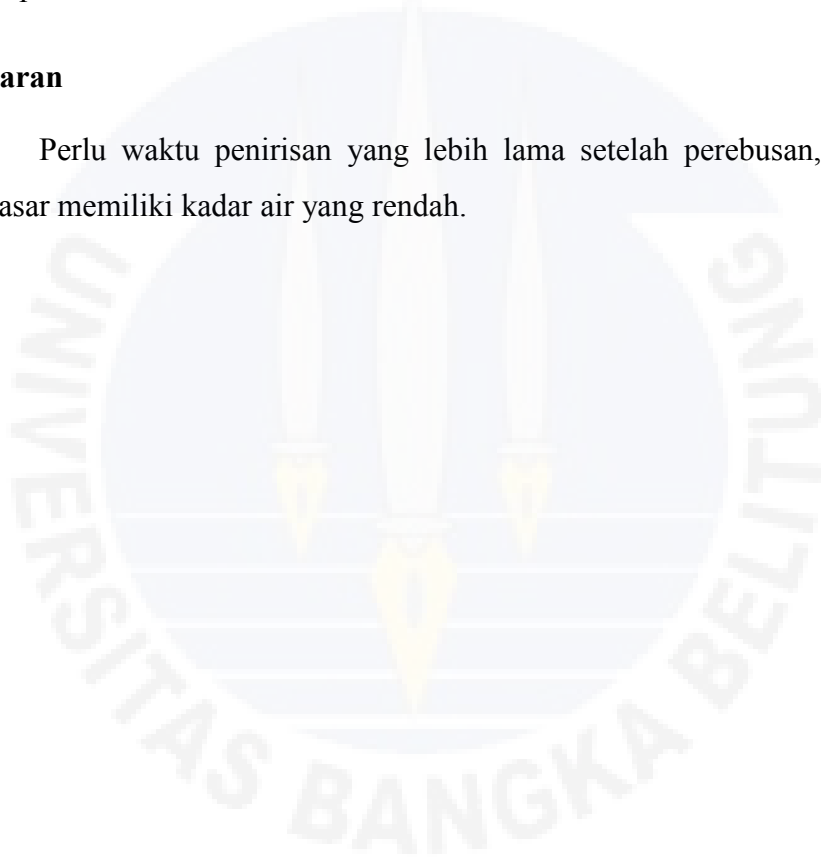 aran
Perlu waktu penirisan yang lebih lama setelah perebusan,
asar memiliki kadar air yang rendah.
UNIVERSITAS BANGKA BELITUNG